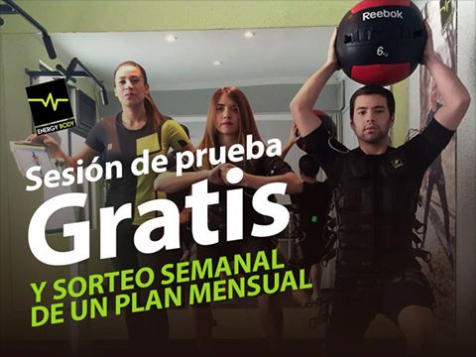 Reebok
6kg
ENERGY BODY
Sesión de prueba
Gratis
Y SORTEO SEMANAL
DE UN PLAN MENSUAL